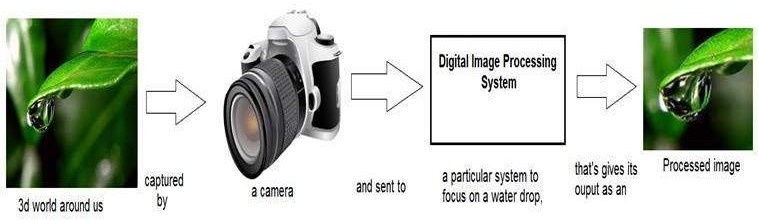 3d world around us
captured
by
a camera
and sent to
Digital Image Processing
System
a particular system to
focus on a water drop,
that's gives its
ouput as an
Processed image